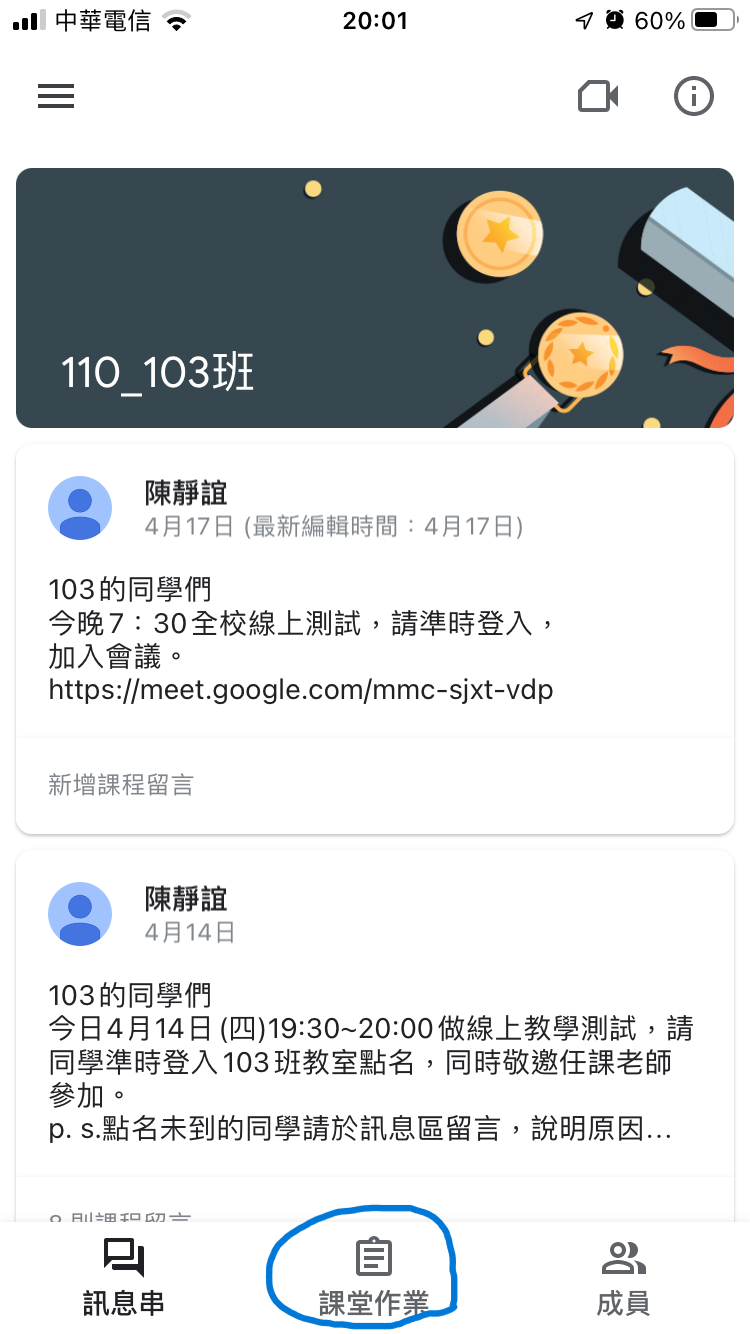 中華電信 20:01 60%
110_103班
陳靜誼
4月17日 (最新編輯時間：4月17日)
103的同學們
今晚7：30全校線上測試，請準時登入，
加入會議。
https://meet.google.com/mmc-sjxt-vdp
新增課程留言
陳靜誼
4月14日
103的同學們
今日4月14日(四)19:30~20:00做線上教學測試，請
同學準時登入103班教室點名，同時敬邀任課老師
參加。
p. s.點名未到的同學請於訊息區留言，說明原因...
8 則課程留言
訊息串 課堂作業 成員